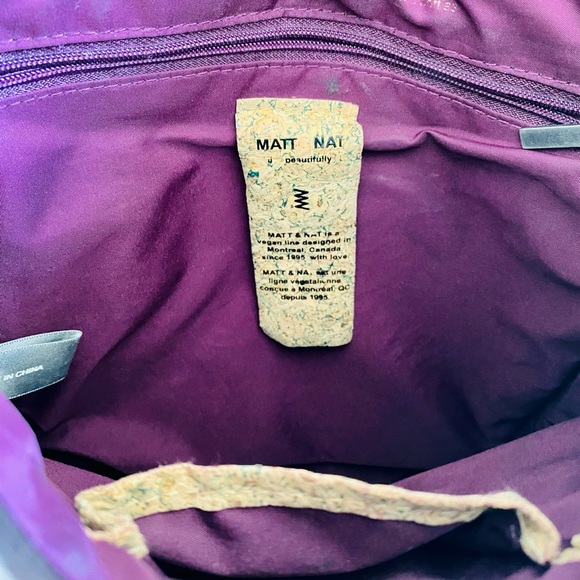 MATT NAT
beautifully
MATT & NAT is a
vegan line designed in
Montreal, Canada
since 1995 with love
MATT & NA, une
ligne végétalienne
conçue à Montréal, QC
depuis 1995
IN CHINA